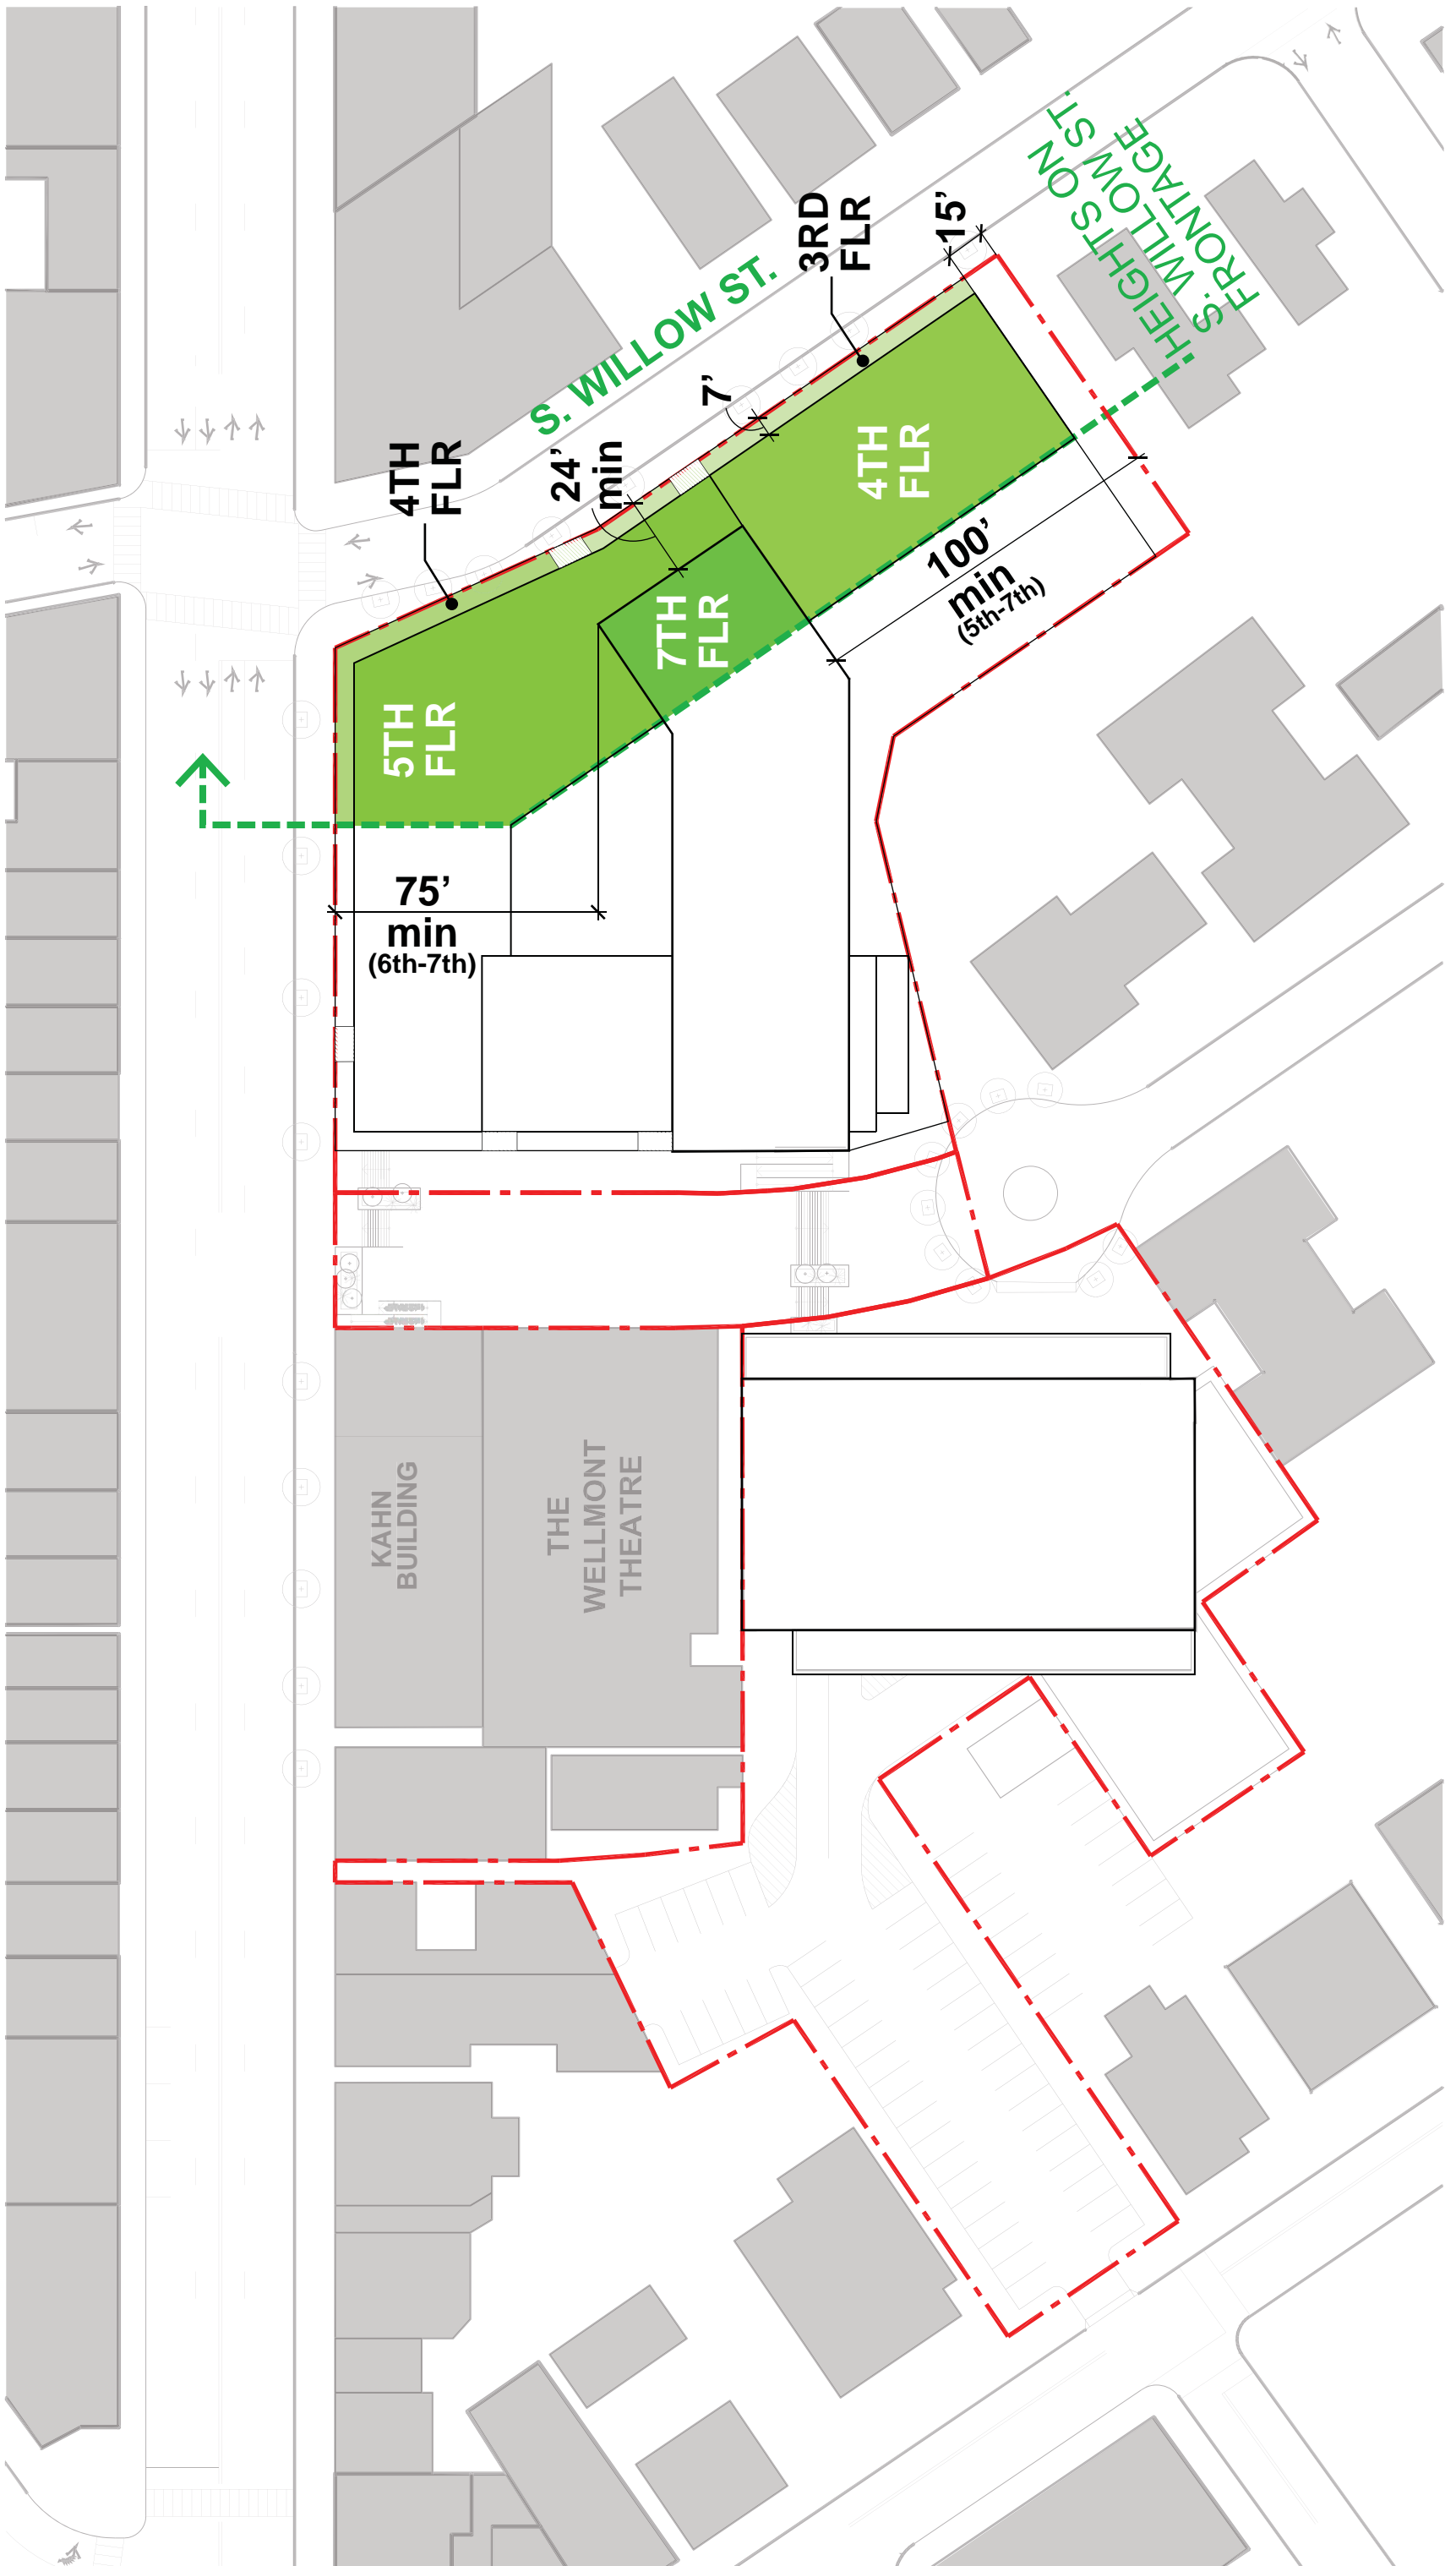 HEIGHTS ON
S. WILLOW ST.
FRONTAGE
15’
3RD
FLR
S. WILLOW ST.
7’
24’
min
4TH
FLR
4TH
FLR
100’
min
(5th-7th)
7TH
FLR
5TH
FLR
75’
min
(6th-7th)
KAHN
BUILDING
THE
WELLMONT
THEATRE